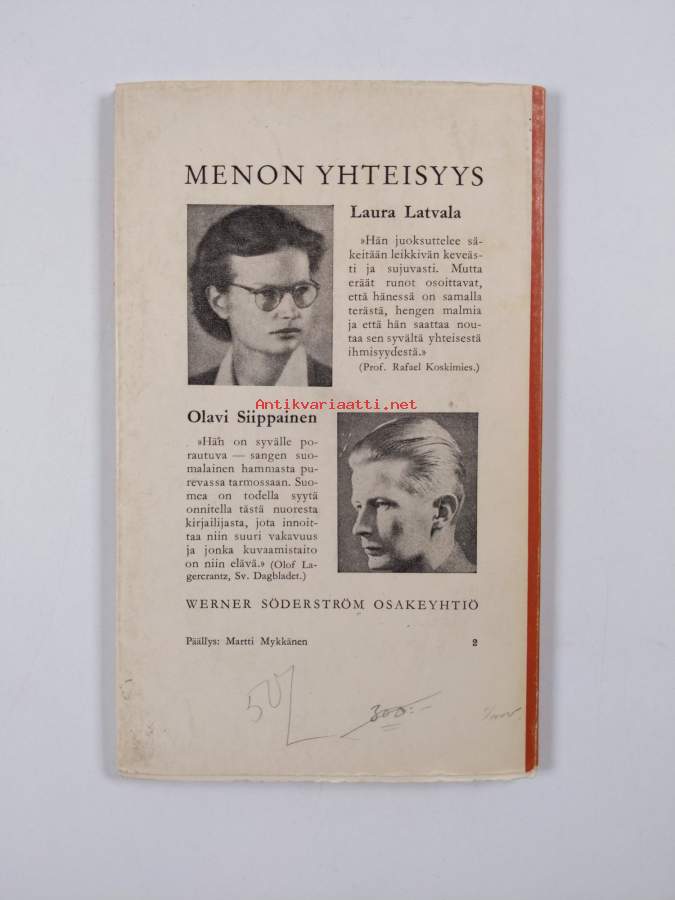 MENON YHTEISYYS
Laura Latvala
»Hän juoksuttelee sä-
keitään leikkivän keveäs-
ti ja sujuvasti. Mutta
eräät runot osoittavat,
että hänessä on samalla
terästä, hengen malmia
ja että hän saattaa nou-
taa sen syvältä yhteisestä
ihmisyydestä.»
(Prof. Rafael Koskimies.)
Antikvariaatti.net
Olavi Siippainen
»Hän on syvälle po-
rautuva — sangen suo-
malainen hammasta pu-
revassa tarmossaan. Suo-
mea on todella syytä
onnitella tästä nuoresta
kirjailijasta, jota innoit-
taa niin suuri vakavuus
ja jonka kuvaamistaito
on niin elävä.» (Olof La-
gercrantz, Sv. Dagbladet.)
WERNER SÖDERSTRÖM OSAKEYHTIÖ
Päällys: Martti Mykkänen 2
300:-